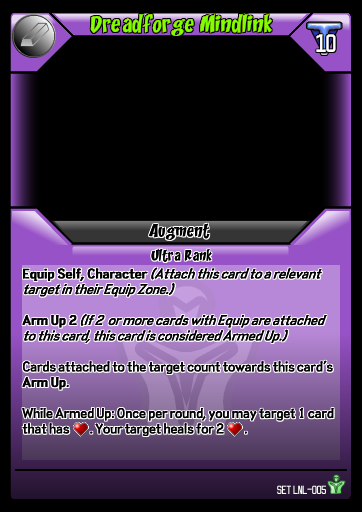 Dreadforge Mindlink
10
Augment
Ultra Rank
Equip Self, Character (Attach this card to a relevant
target in their Equip Zone.)
Arm Up 2 (If 2 or more cards with Equip are attached
to this card, this card is considered Armed Up.)
Cards attached to the target count towards this card's
Arm Up.
While Armed Up: Once per round, you may target 1 card
that has . Your target heals for 2 .
SET LNL-005